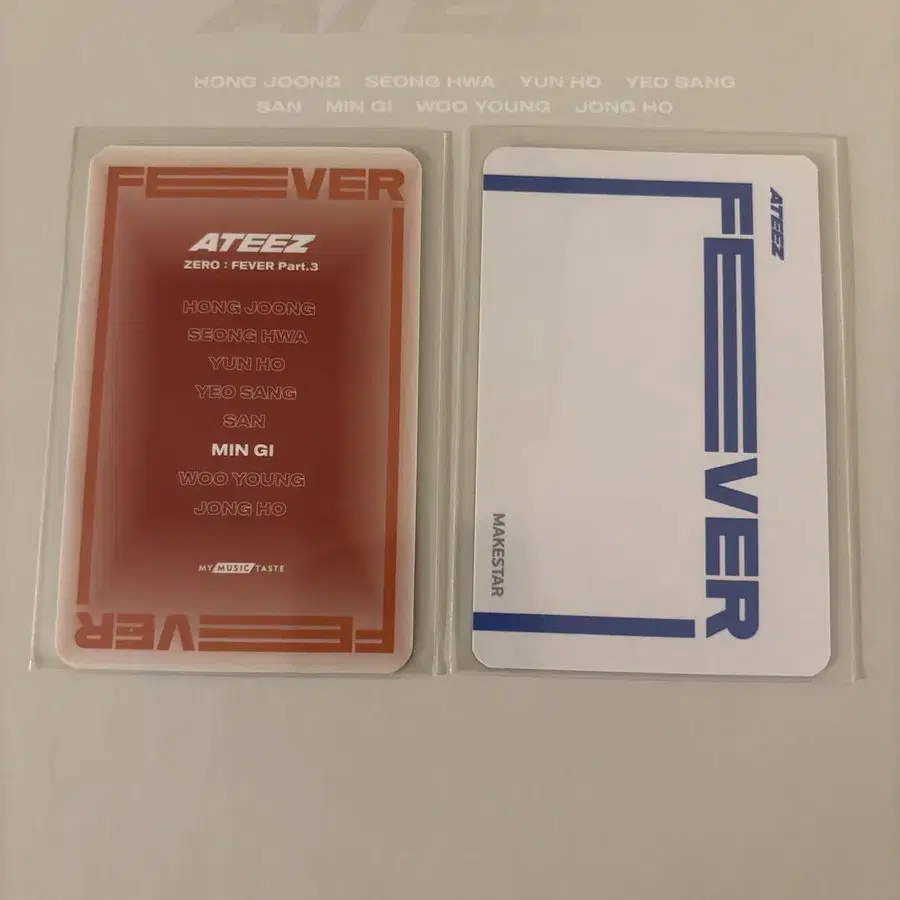 ATEEZ
HONG JOONG SEONG HWA YUN HO YEO SANG
SAN MIN GI WOO YOUNG JONG HO
FEVER
ATEEZ
ZERO : FEVER Part.3
HONG JOONG
SEONG HWA
YUN HO
YEO SANG
SAN
MIN GI
WOO YOUNG
JONG HO
MY MUSIC TASTE
FEVER
ATEEZ
FEVER
MAKESTAR